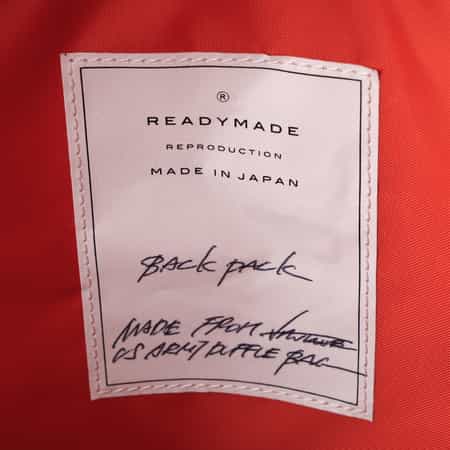 ®
READYMADE
REPRODUCTION
MADE IN JAPAN
BACK PACK
MADE FROM
US ARMY DUFFLE BAG